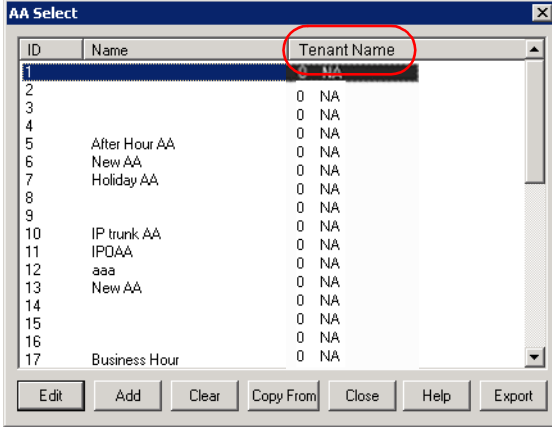 AA Select
ID Name Tenant Name
1 0 NA
2 0 NA
3 0 NA
4 0 NA
5 After Hour AA 0 NA
6 New AA 0 NA
7 Holiday AA 0 NA
8 0 NA
9 0 NA
10 IP trunk AA 0 NA
11 IPOAA 0 NA
12 aaa 0 NA
13 New AA 0 NA
14 0 NA
15 0 NA
16 0 NA
17 Business Hour 0 NA
Edit Add Clear Copy From Close Help Export